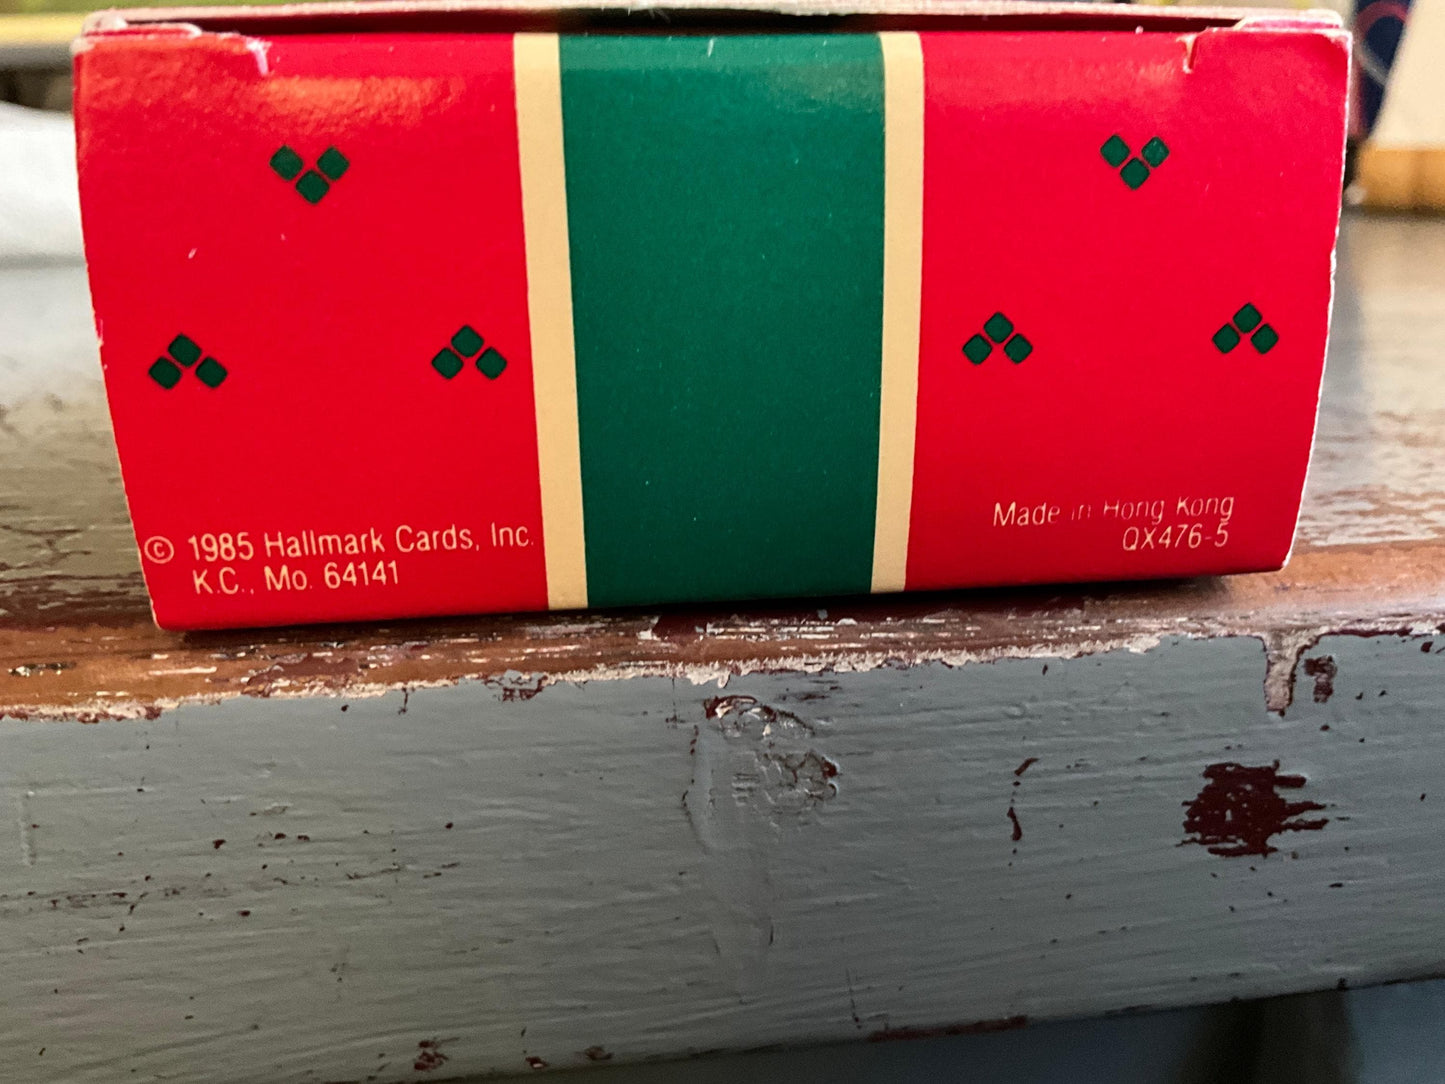 © 1985 Hallmark Cards, Inc.
K.C., Mo. 64141
Made in Hong Kong
QX476-5